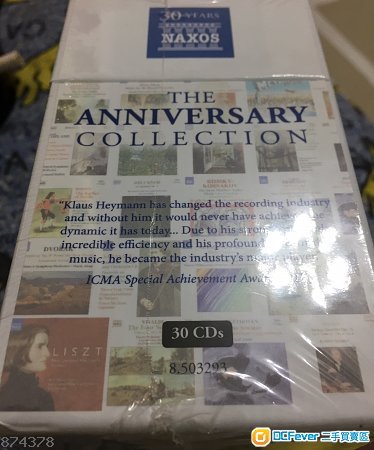 30 YEARS
NAXOS
THE
ANNIVERSARY
COLLECTION
"Klaus Heymann has changed the recording industry
and without him it would never have achieved the
dynamic it has today... Due to his
incredible efficiency and his profound
music, he became the industry's
ICMA Special Achievement
30 CDs
8.503293
LISZT
874378
DCFever 二手買賣區